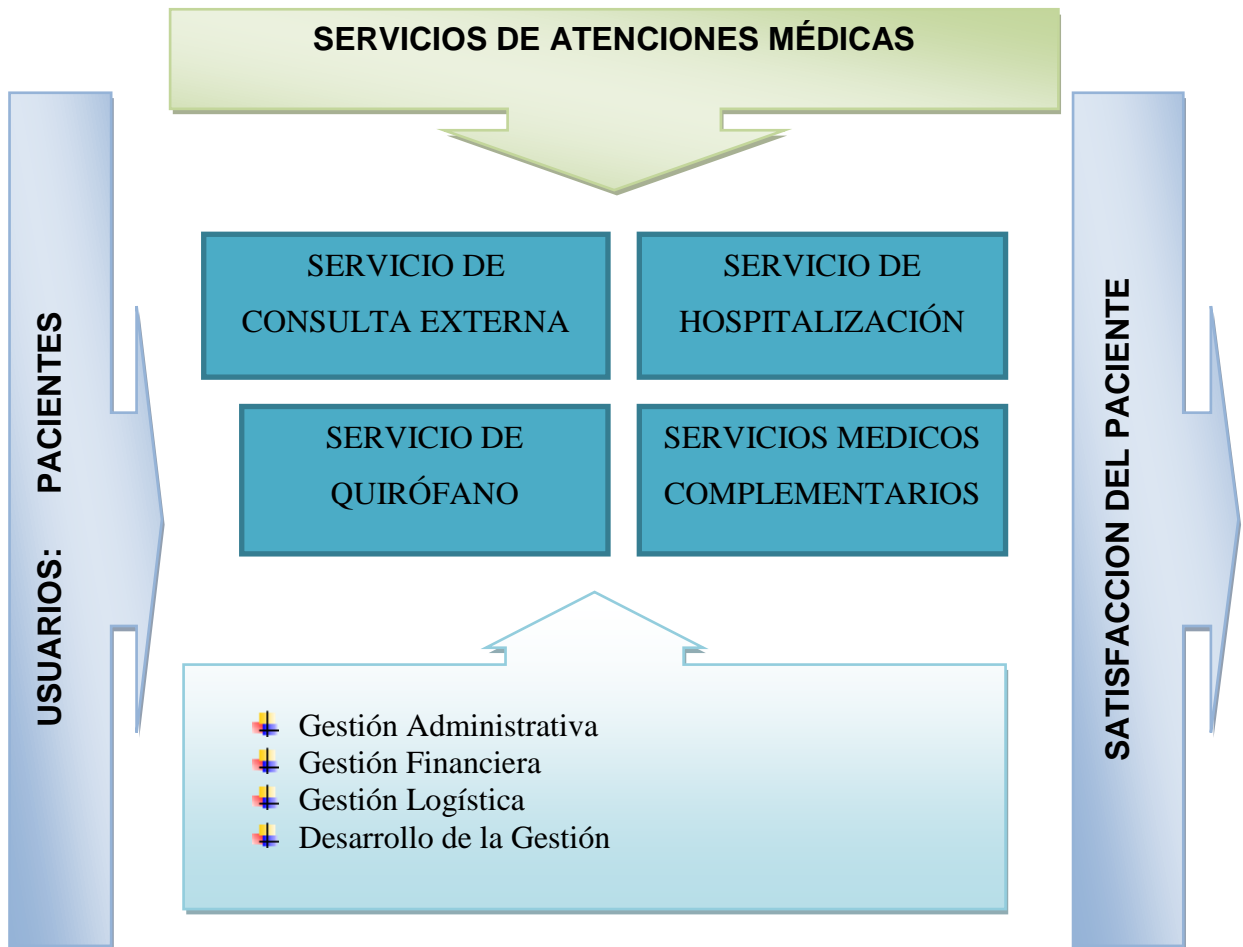 SERVICIOS DE ATENCIONES MÉDICAS
USUARIOS: PACIENTES
SERVICIO DE
CONSULTA EXTERNA
SERVICIO DE
HOSPITALIZACIÓN
SERVICIO DE
QUIRÓFANO
SERVICIOS MEDICOS
COMPLEMENTARIOS
Gestión Administrativa
Gestión Financiera
Gestión Logística
Desarrollo de la Gestión
SATISFACCION DEL PACIENTE